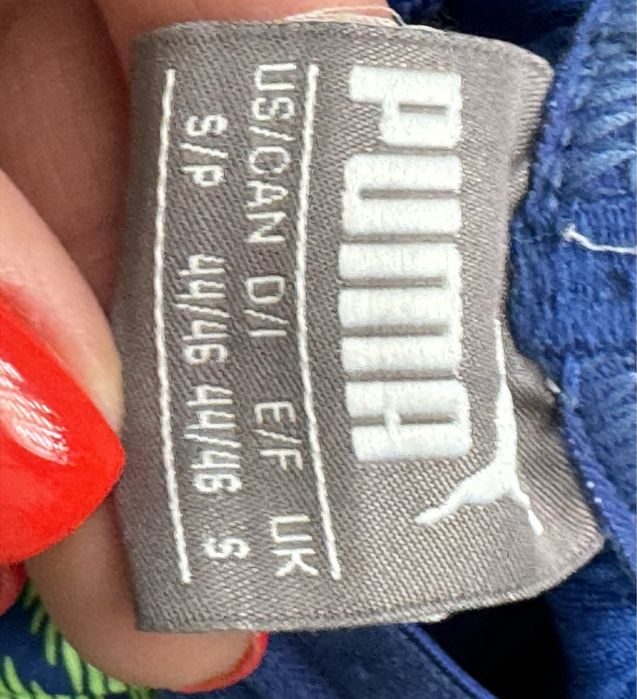 PUMA
US/CAN D/I E/F UK
S/P 44/46 44/46 S